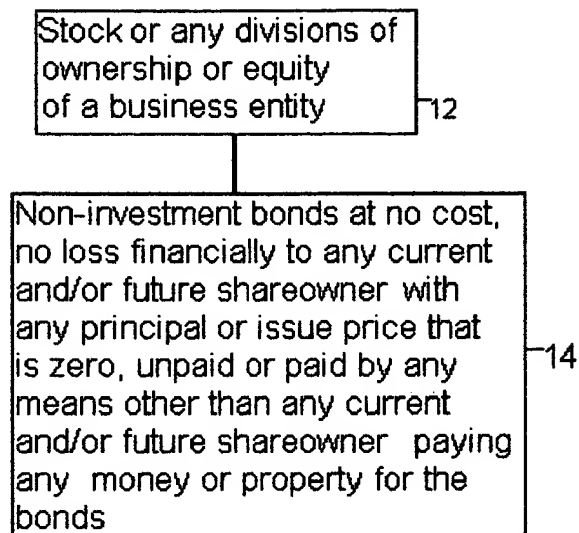 Stock or any divisions of
ownership or equity
of a business entity
12
Non-investment bonds at no cost,
no loss financially to any current
and/or future shareowner with
any principal or issue price that
is zero, unpaid or paid by any
means other than any current
and/or future shareowner paying
any money or property for the
bonds
14